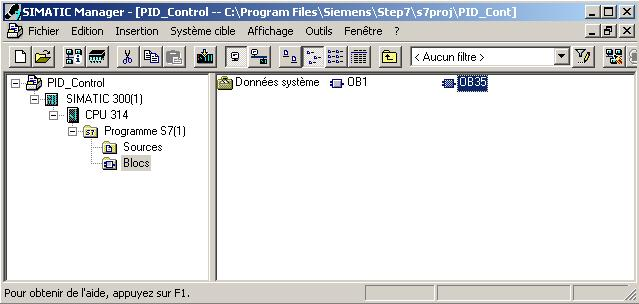 SIMATIC Manager - [PID_Control -- C:\Program Files\Siemens\Step7\s7proj\PID_Cont]
Fichier Edition Insertion Système cible Affichage Outils Fenêtre ?
< Aucun filtre >
PID_Control
SIMATIC 300(1)
CPU 314
Programme S7(1)
Sources
Blocs
Données système OB1 OB35
Pour obtenir de l'aide, appuyez sur F1.